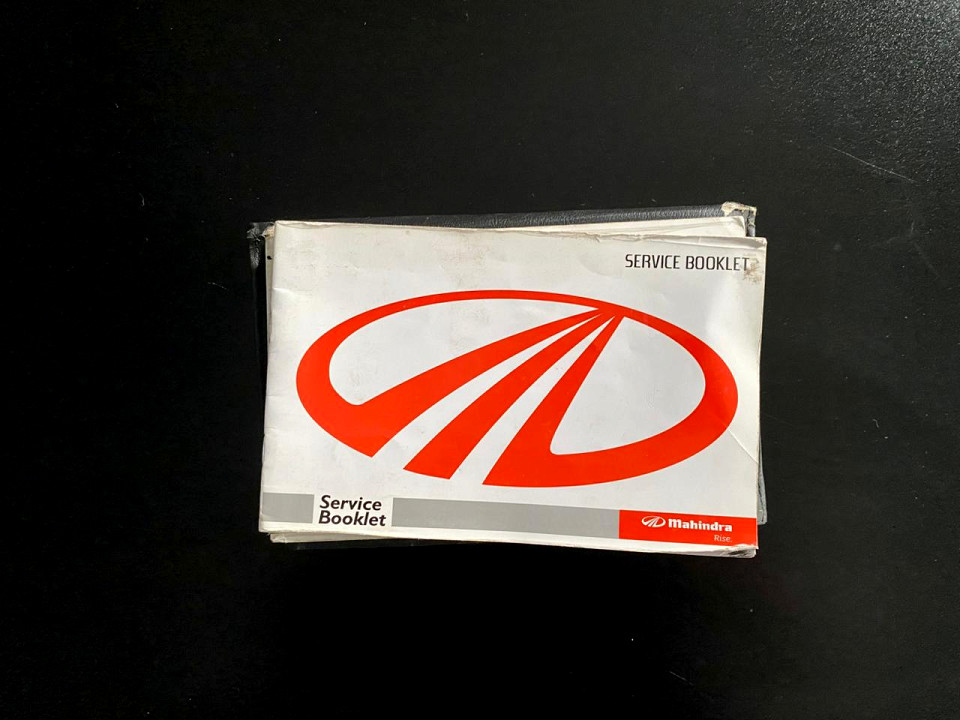 SERVICE BOOKLET
Service
Booklet
Mahindra
Rise.